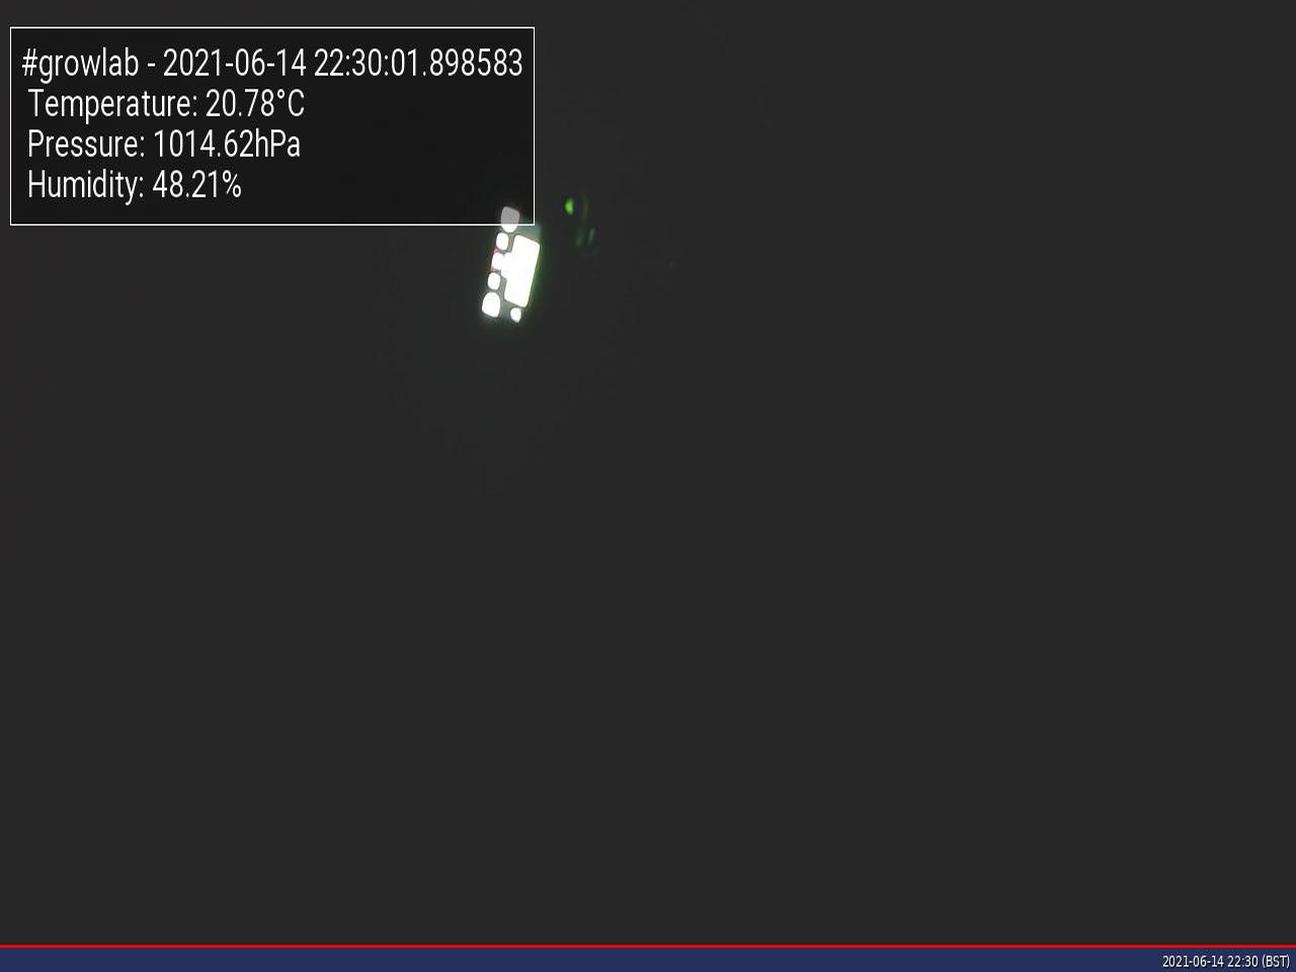 #growlab - 2021-06-14 22:30:01.898583
Temperature: 20.78°C
Pressure: 1014.62hPa
Humidity: 48.21%
2021-06-14 22:30 (BST)